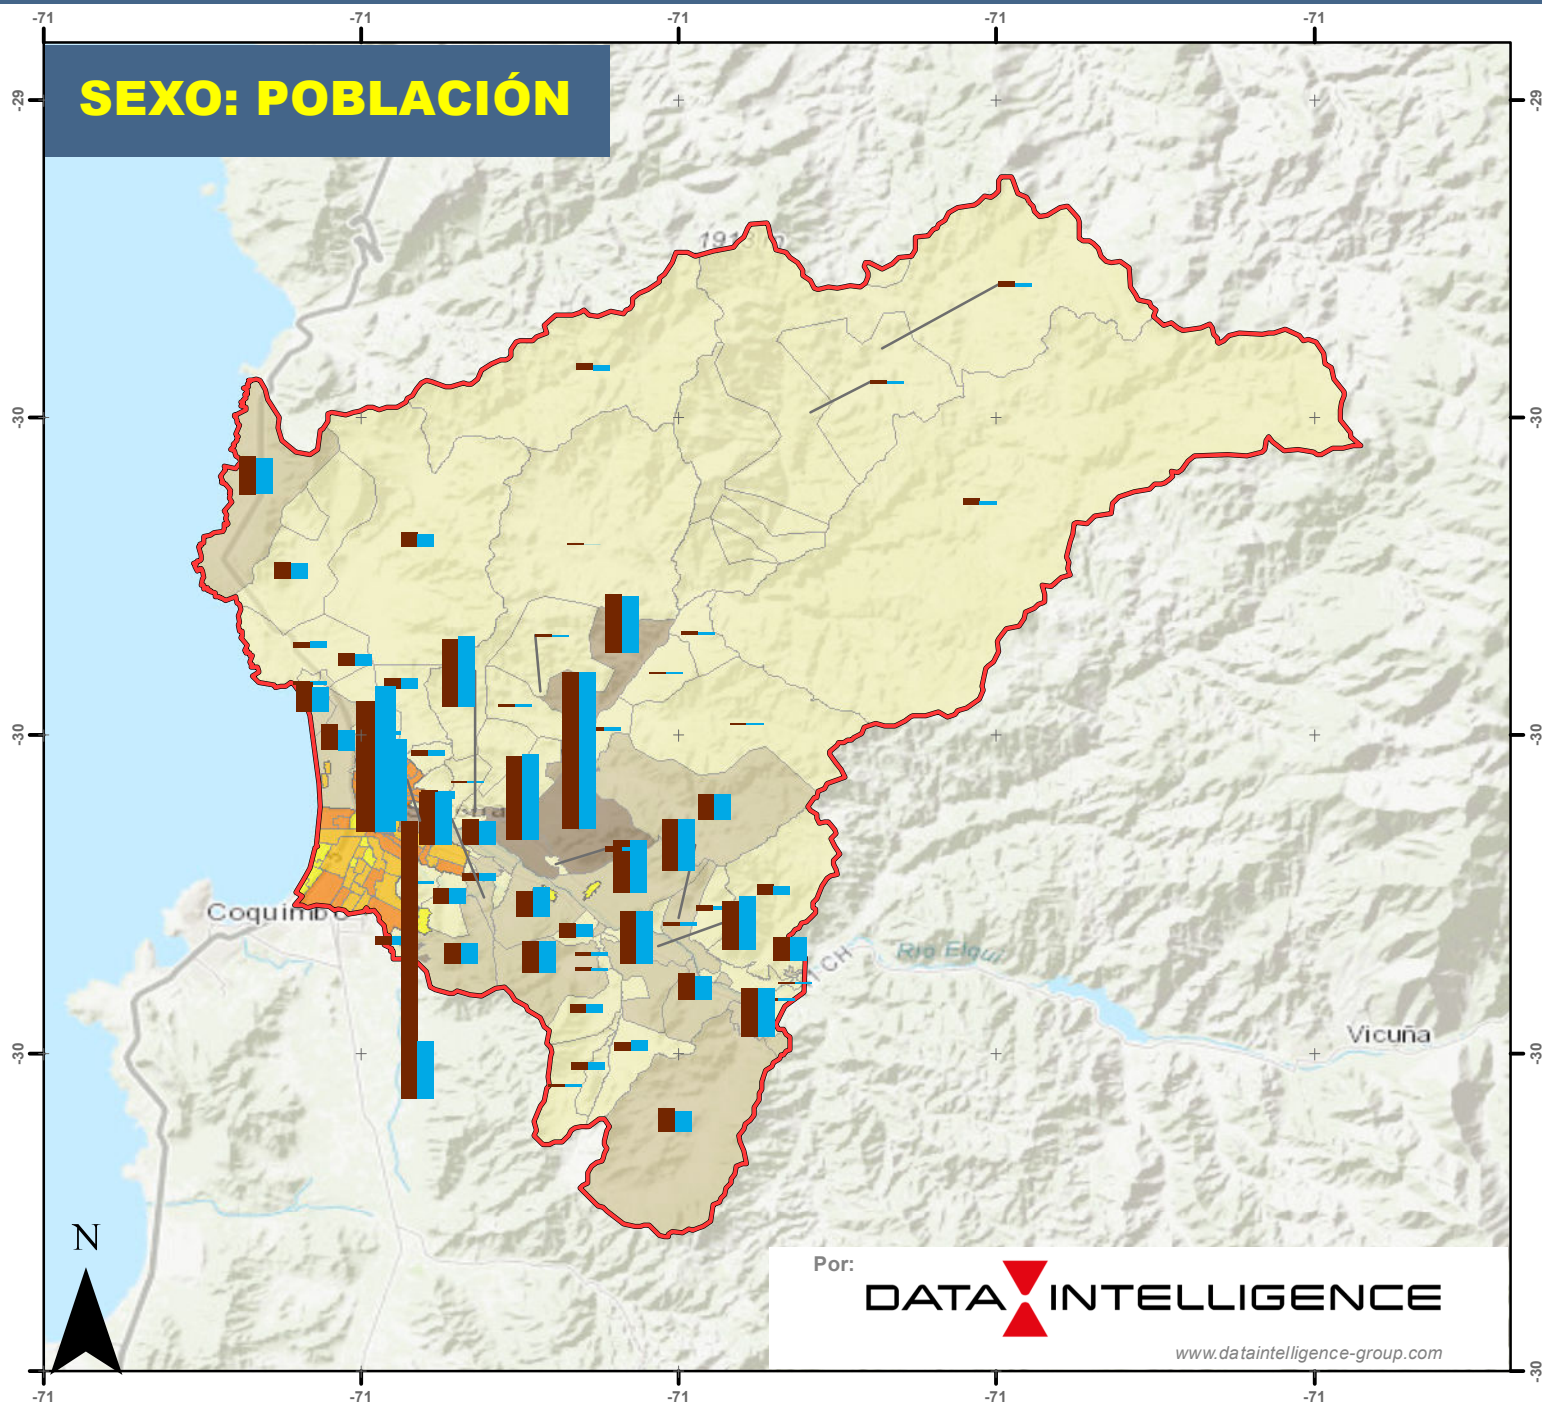 -71 -71 -71 -71 -71
SEXO: POBLACIÓN
-29 -29
-30 -30
-30 -30
Coquimbo
Rio Elqui
Vicuña
-30 -30
N
Por:
DATA INTELLIGENCE
www.dataintelligence-group.com
-30
-71 -71 -71 -71 -71